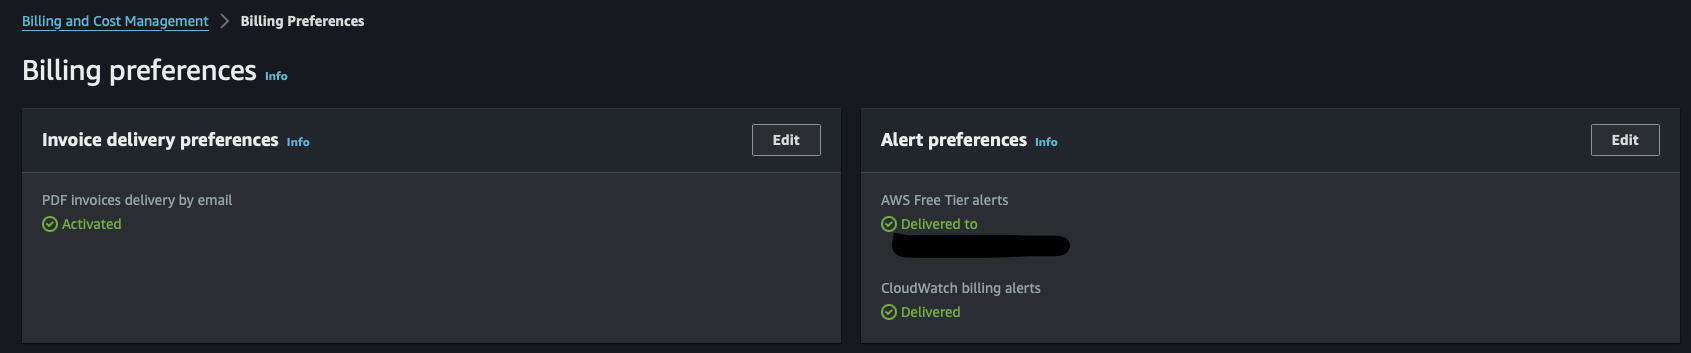 Billing and Cost Management > Billing Preferences
Billing preferences Info
Invoice delivery preferences Info
Edit
PDF invoices delivery by email
Activated
Alert preferences Info
Edit
AWS Free Tier alerts
Delivered to
CloudWatch billing alerts
Delivered